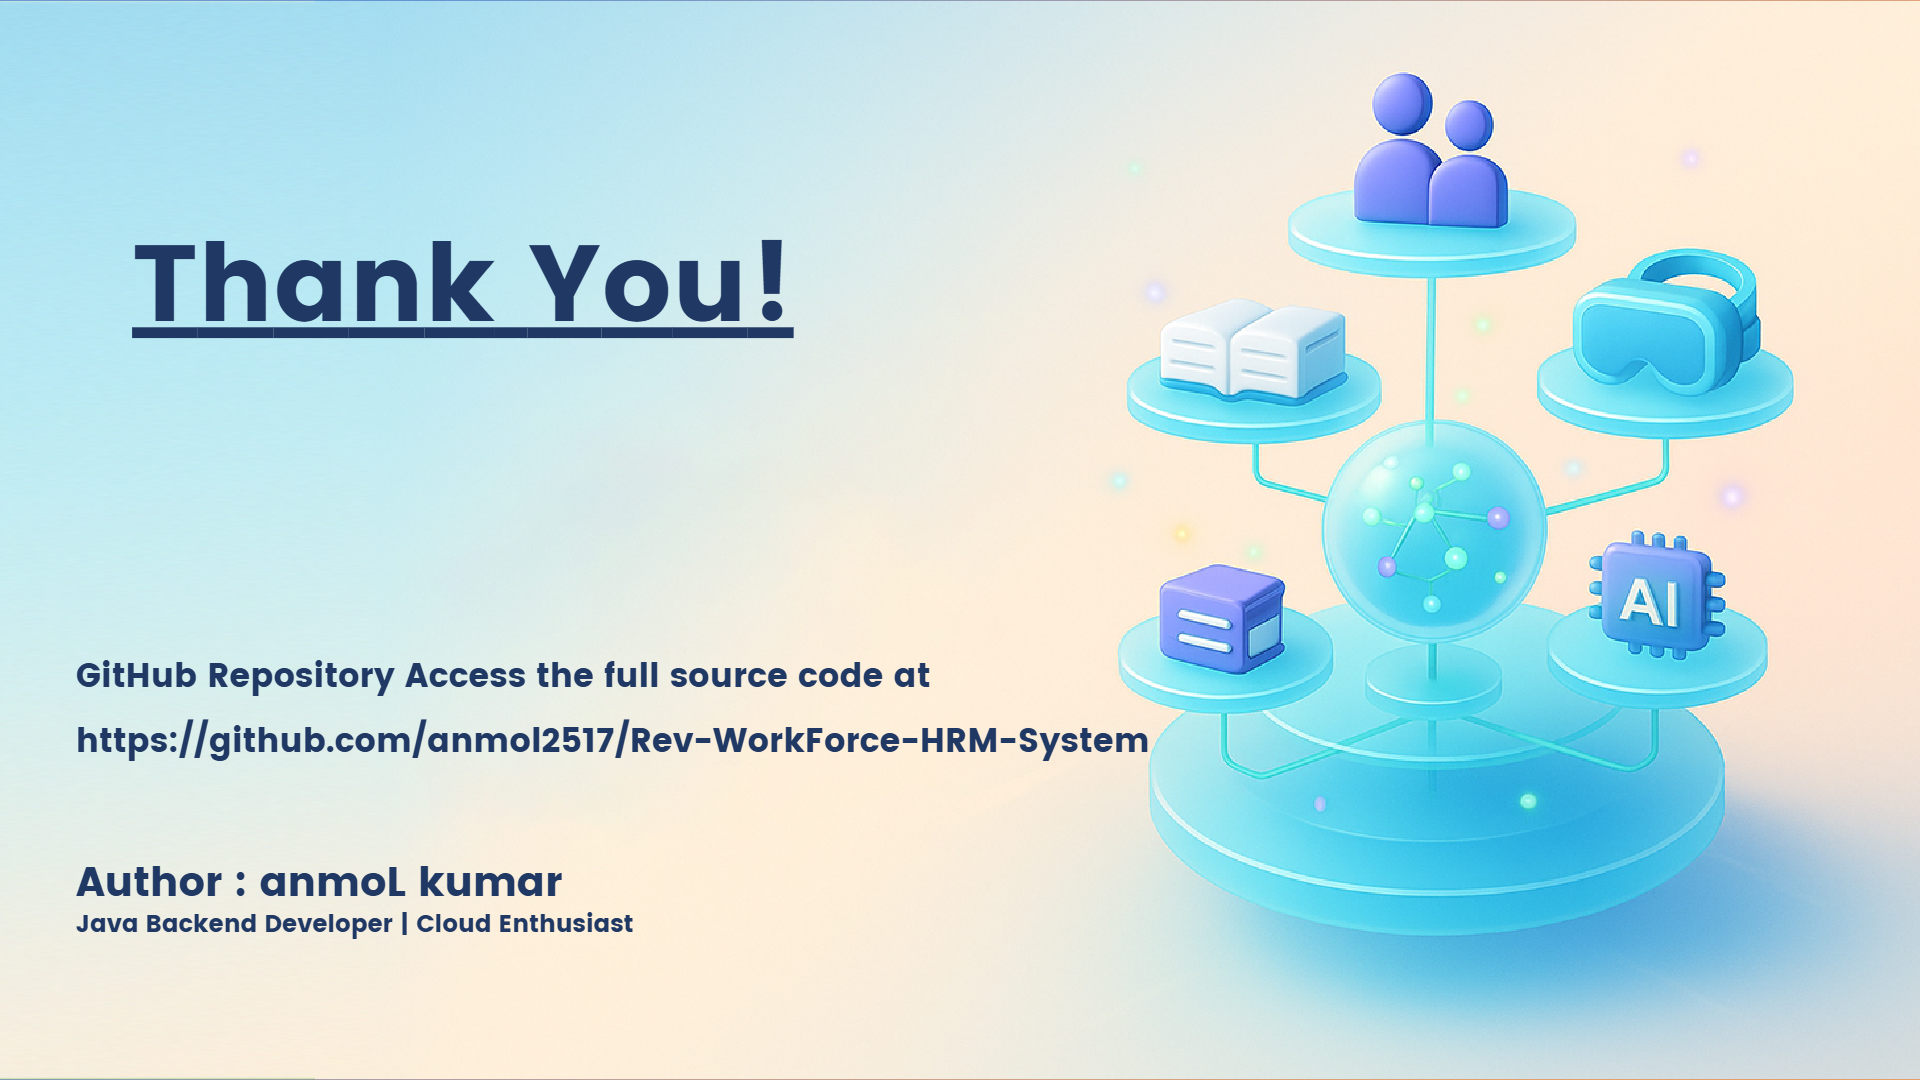 Thank You!
GitHub Repository Access the full source code at
https://github.com/anmol2517/Rev-WorkForce-HRM-System
Author : anmoL kumar
Java Backend Developer | Cloud Enthusiast
AI